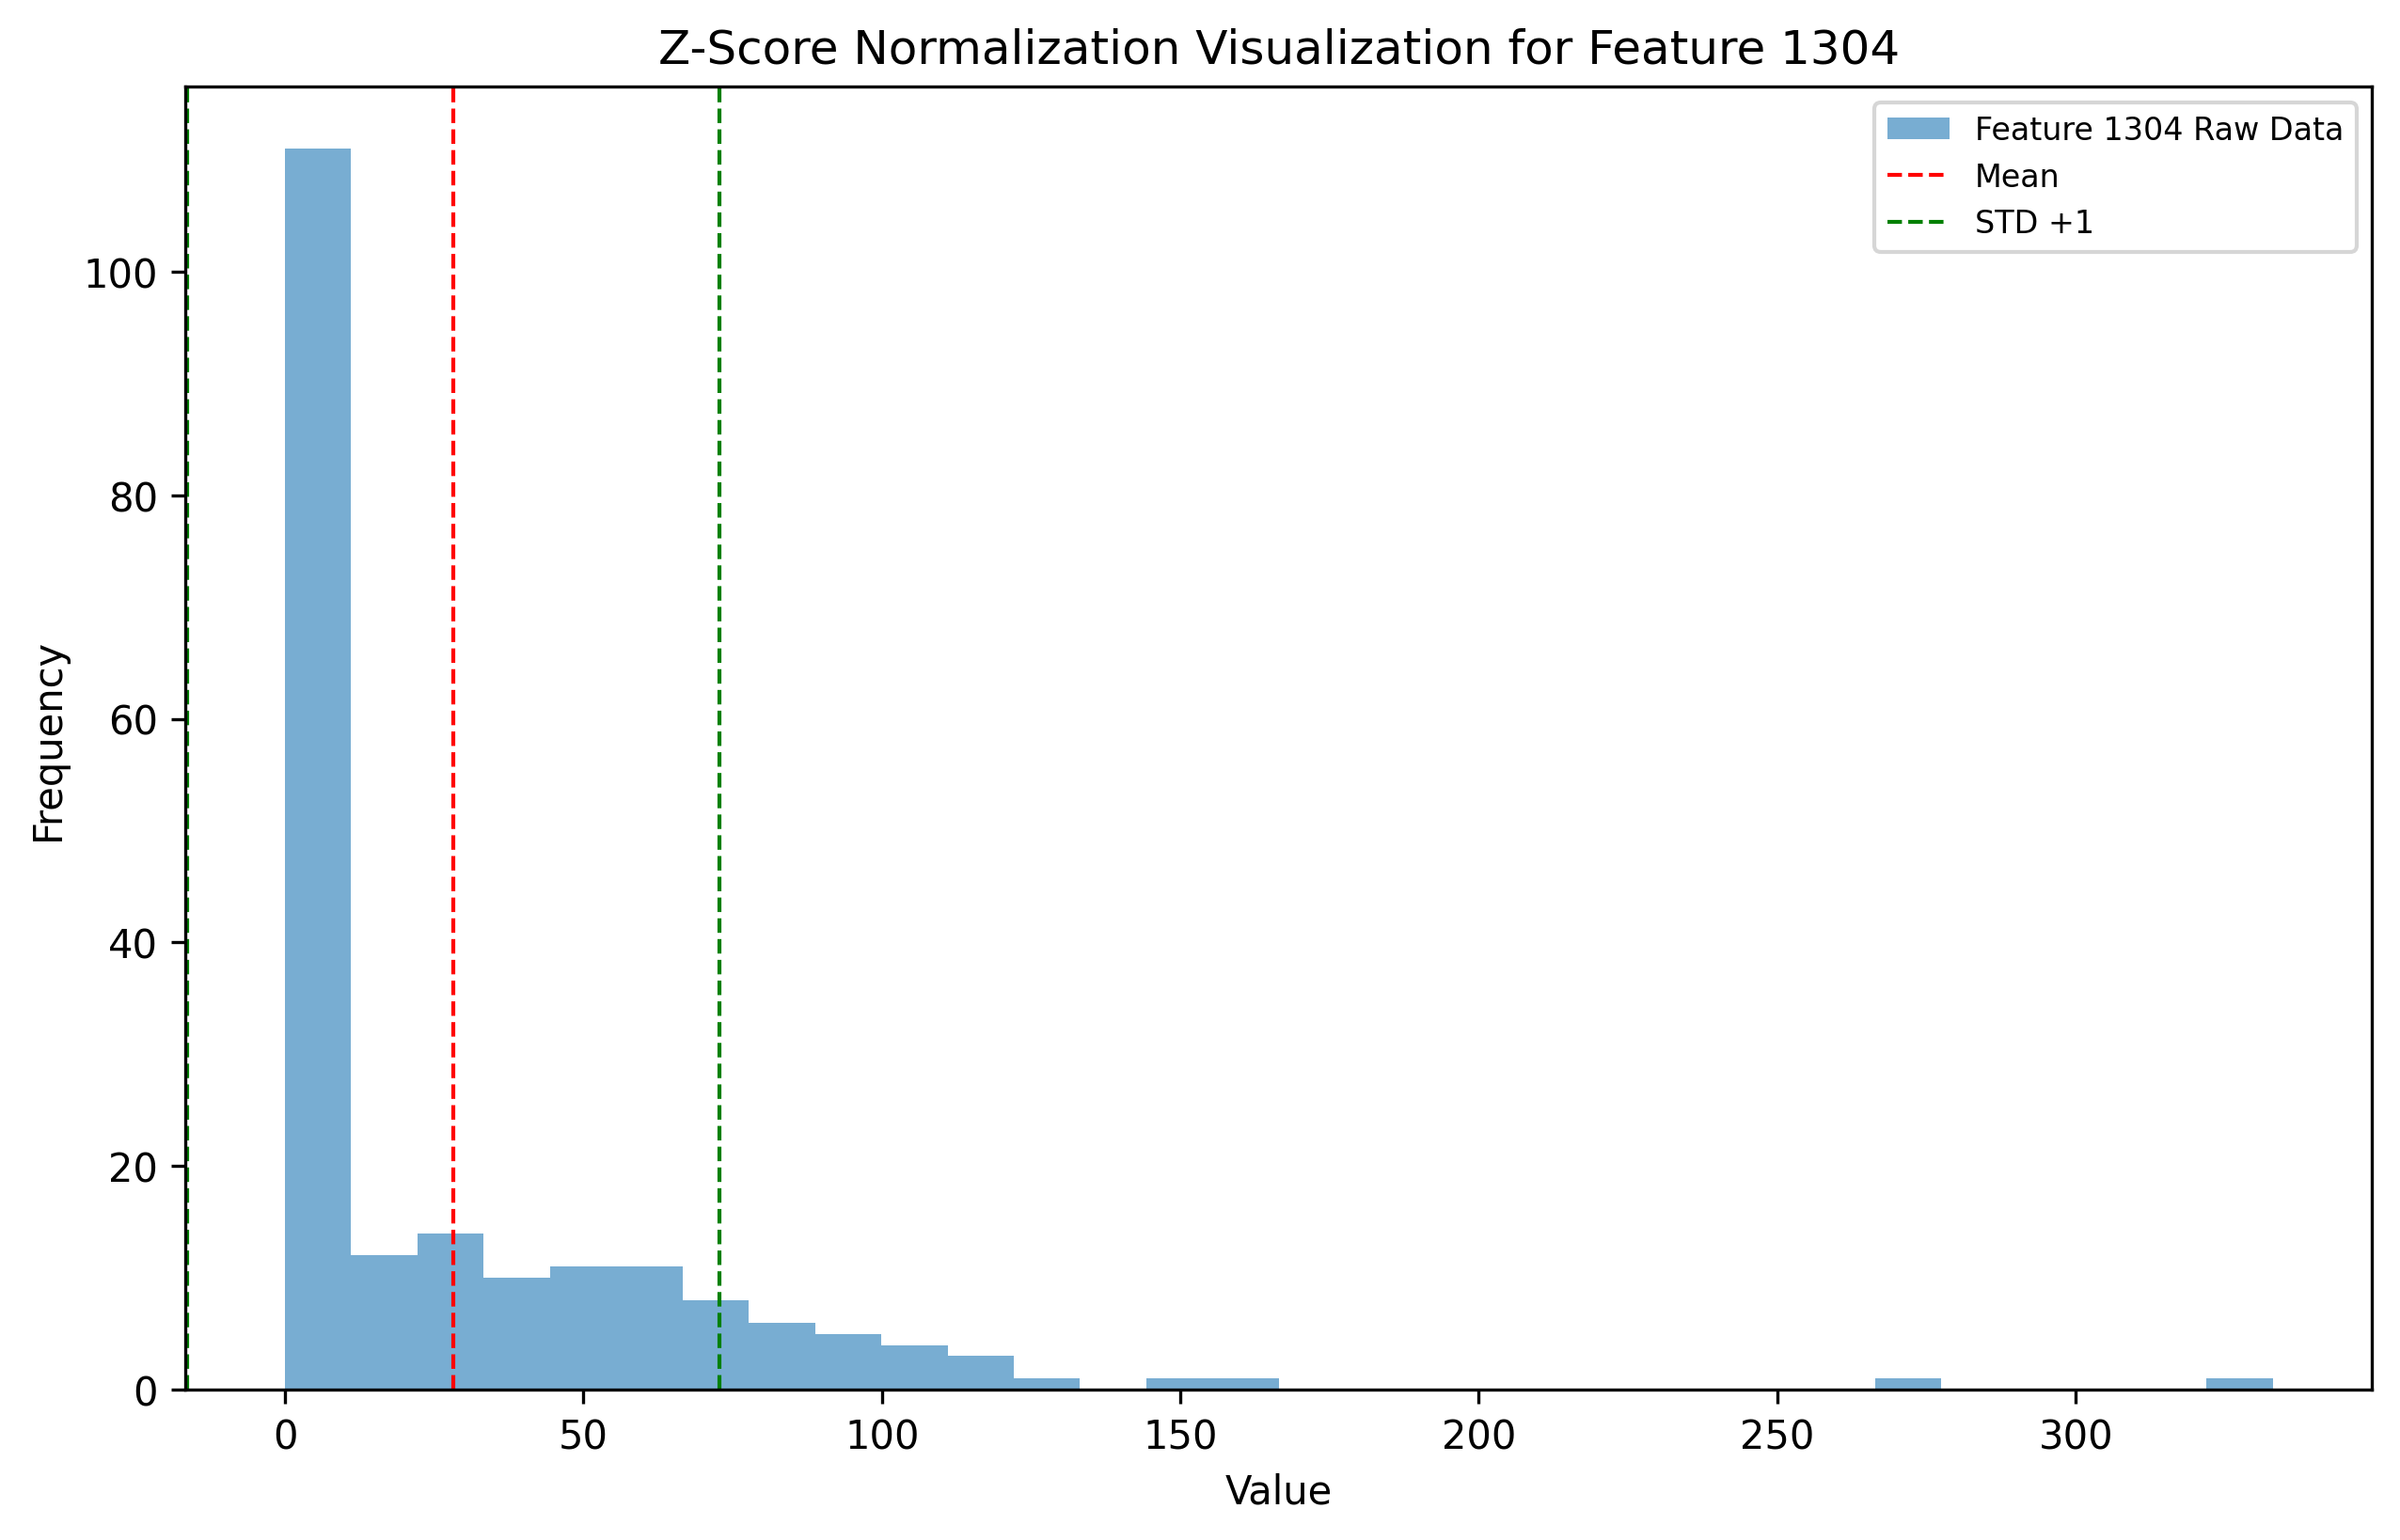 Z-Score Normalization Visualization for Feature 1304
Feature 1304 Raw Data
Mean
STD +1
Frequency
100
80
60
40
20
0
0 50 100 150 200 250 300
Value